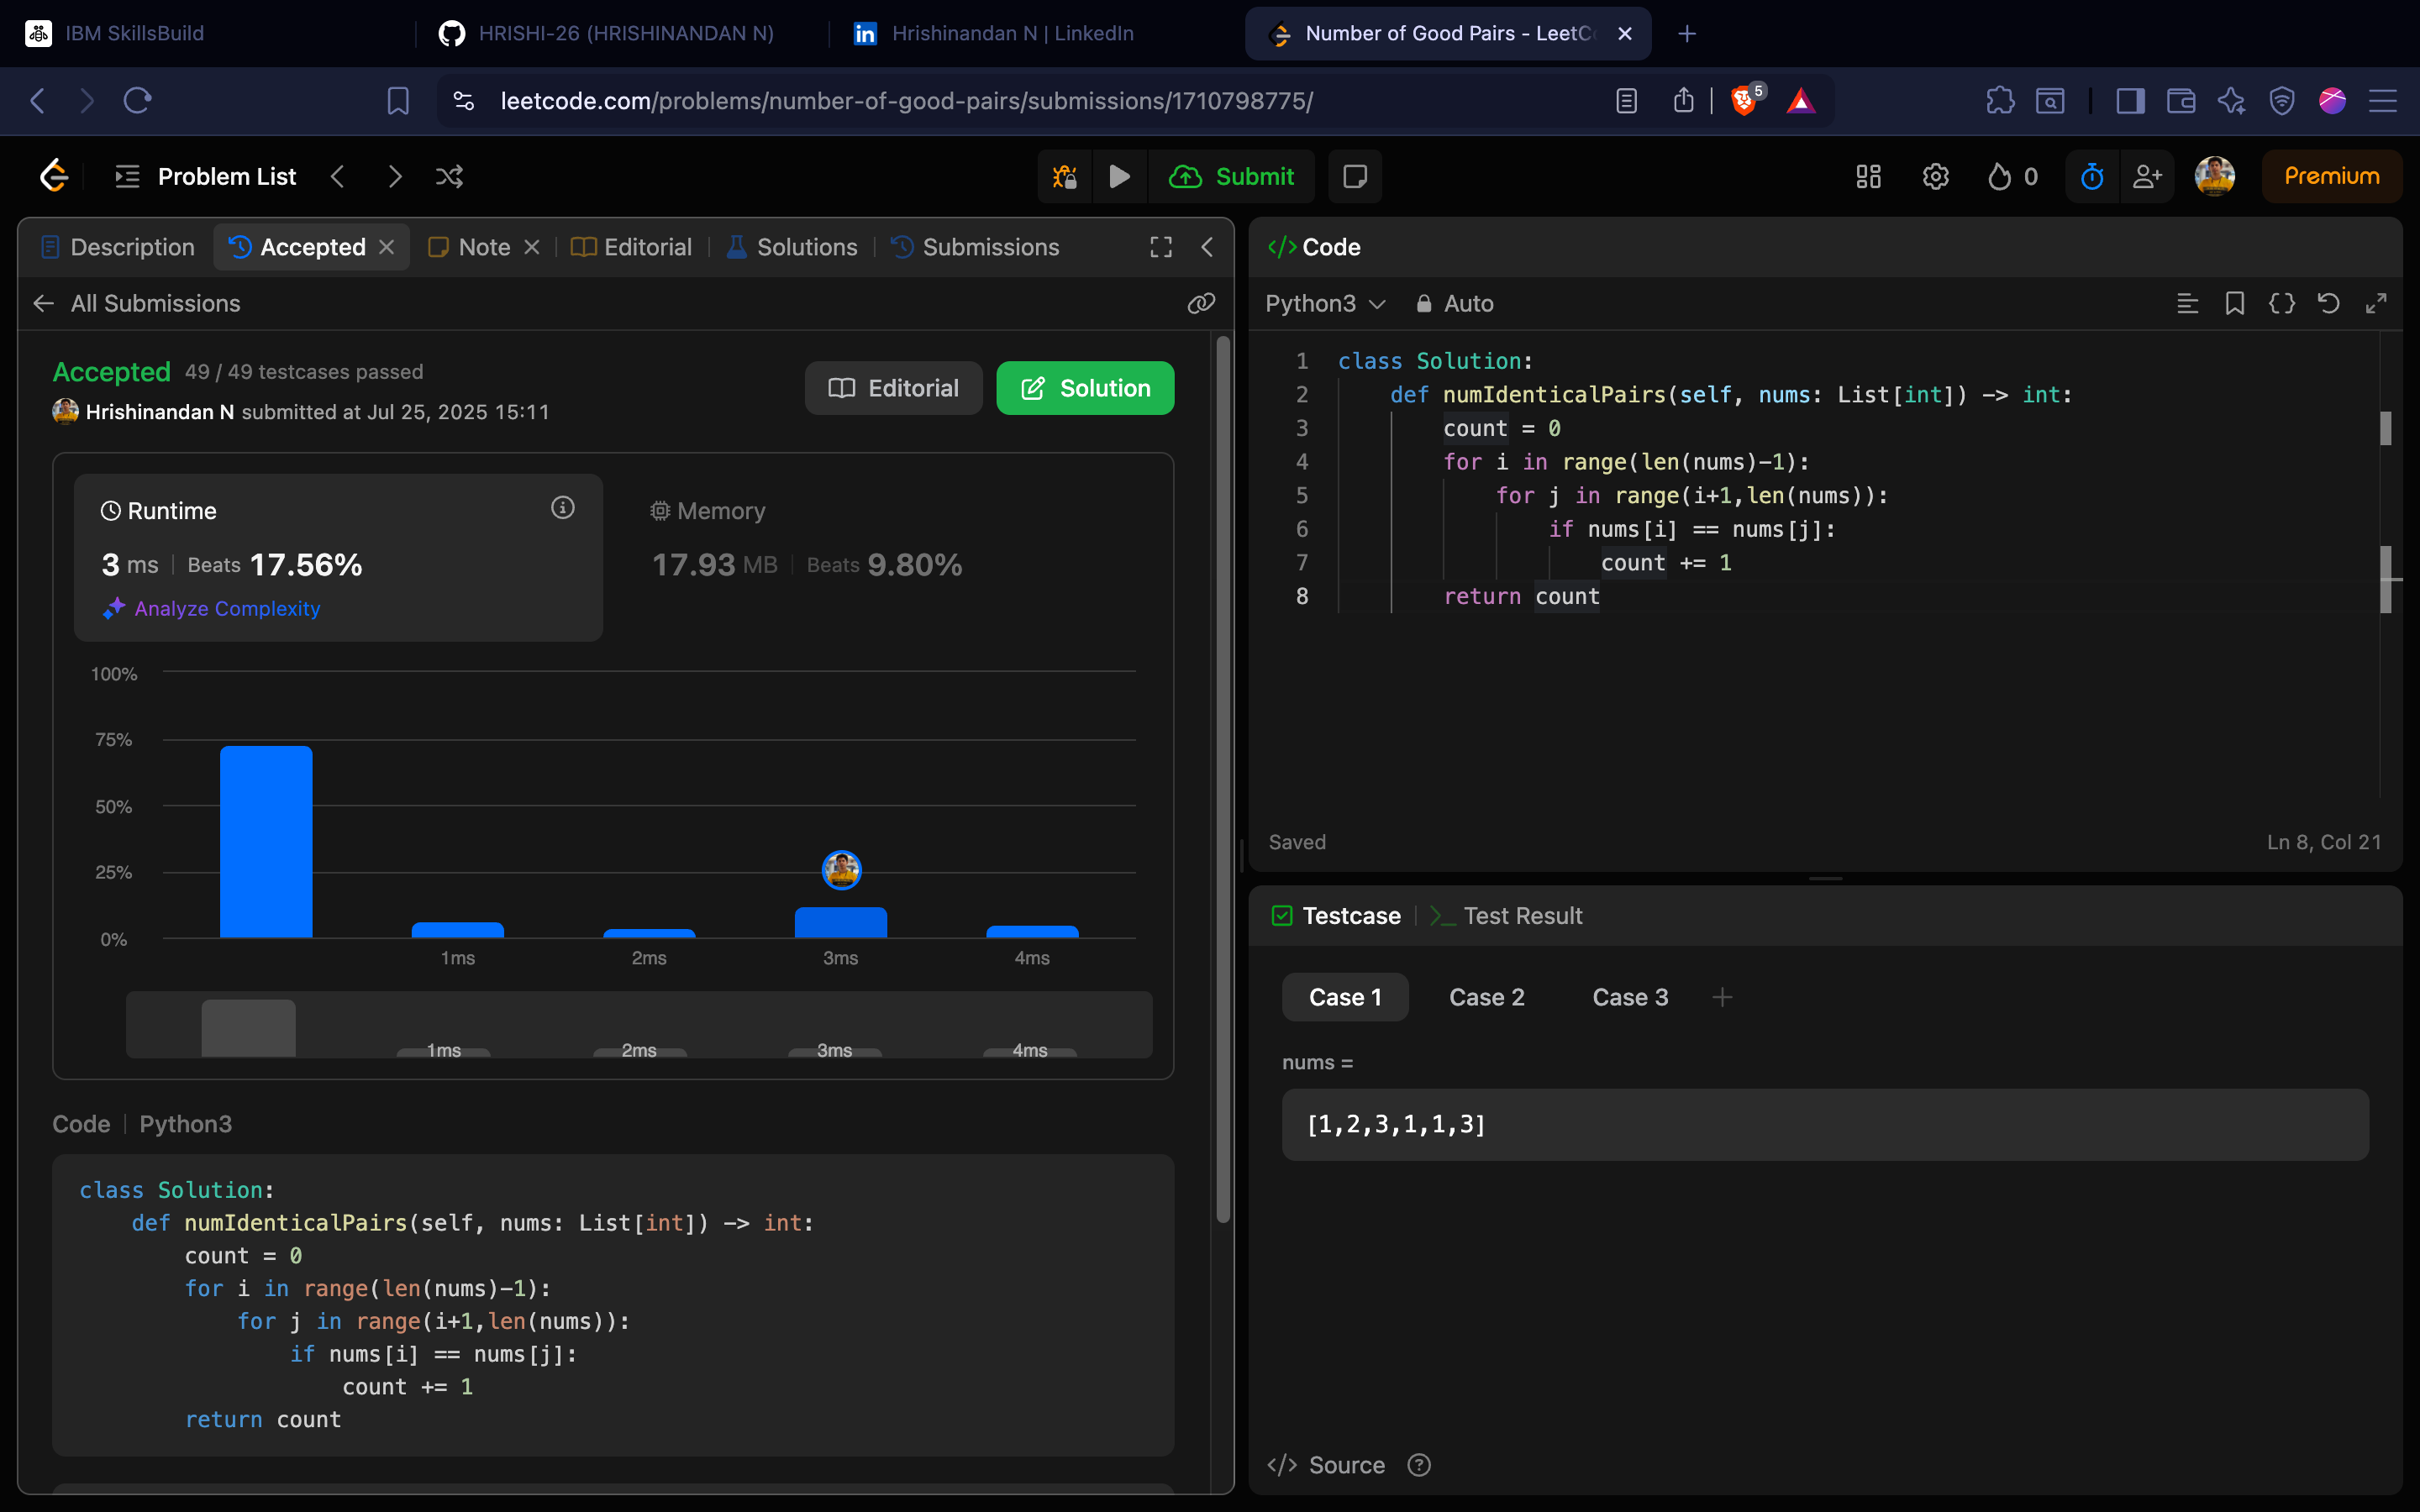 IBM SkillsBuild
HRISHI-26 (HRISHINANDAN N)
Hrishinandan N | LinkedIn
Number of Good Pairs - LeetC
leetcode.com/problems/number-of-good-pairs/submissions/1710798775/
5
Problem List
Submit
0
Premium
Description
Accepted
Note
Editorial
Solutions
Submissions
All Submissions
Accepted 49 / 49 testcases passed
Hrishinandan N submitted at Jul 25, 2025 15:11
Editorial
Solution
Runtime
3 ms | Beats 17.56%
Analyze Complexity
Memory
17.93 MB | Beats 9.80%
100%
75%
50%
25%
0%
1ms 2ms 3ms 4ms
1ms 2ms 3ms 4ms
Code | Python3
class Solution:
    def numIdenticalPairs(self, nums: List[int]) -> int:
        count = 0
        for i in range(len(nums)-1):
            for j in range(i+1,len(nums)):
                if nums[i] == nums[j]:
                    count += 1
        return count
</> Code
Python3
Auto
1 class Solution:
2     def numIdenticalPairs(self, nums: List[int]) -> int:
3         count = 0
4         for i in range(len(nums)-1):
5             for j in range(i+1,len(nums)):
6                 if nums[i] == nums[j]:
7                     count += 1
8         return count
Saved
Ln 8, Col 21
Testcase
Test Result
Case 1
Case 2
Case 3
nums =
[1,2,3,1,1,3]
</> Source